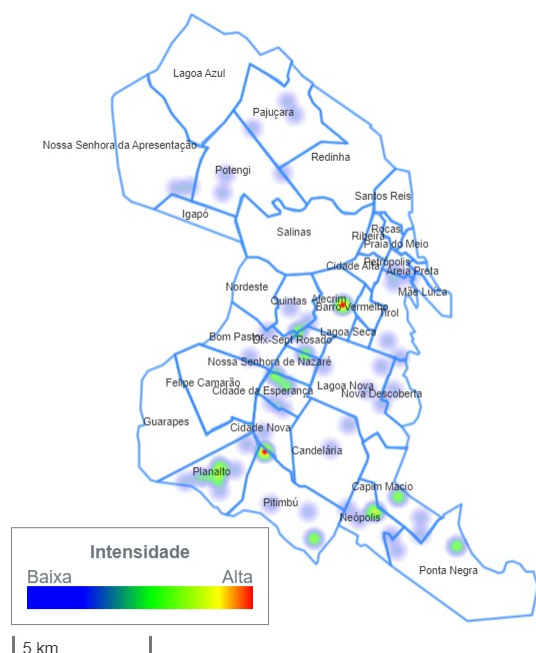 Lagoa Azul
Pajuçara
Nossa Senhora da Apresentação
Redinha
Potengi
Santos Reis
Igapó
Salinas
Rocas
Ribeira
Praia do Meio
Petrópolis
Cidade Alta
Areia Preta
Mãe Luiza
Nordeste
Quintas
Alecrim
Barro Vermelho
Tirol
Lagoa Seca
Bom Pastor
Dix-Sept Rosado
Nossa Senhora de Nazaré
Felipe Camarão
Lagoa Nova
Cidade da Esperança
Nova Descoberta
Guarapes
Cidade Nova
Candelária
Planalto
Capim Macio
Pitimbú
Neópolis
Ponta Negra
Intensidade
Baixa Alta
5 km